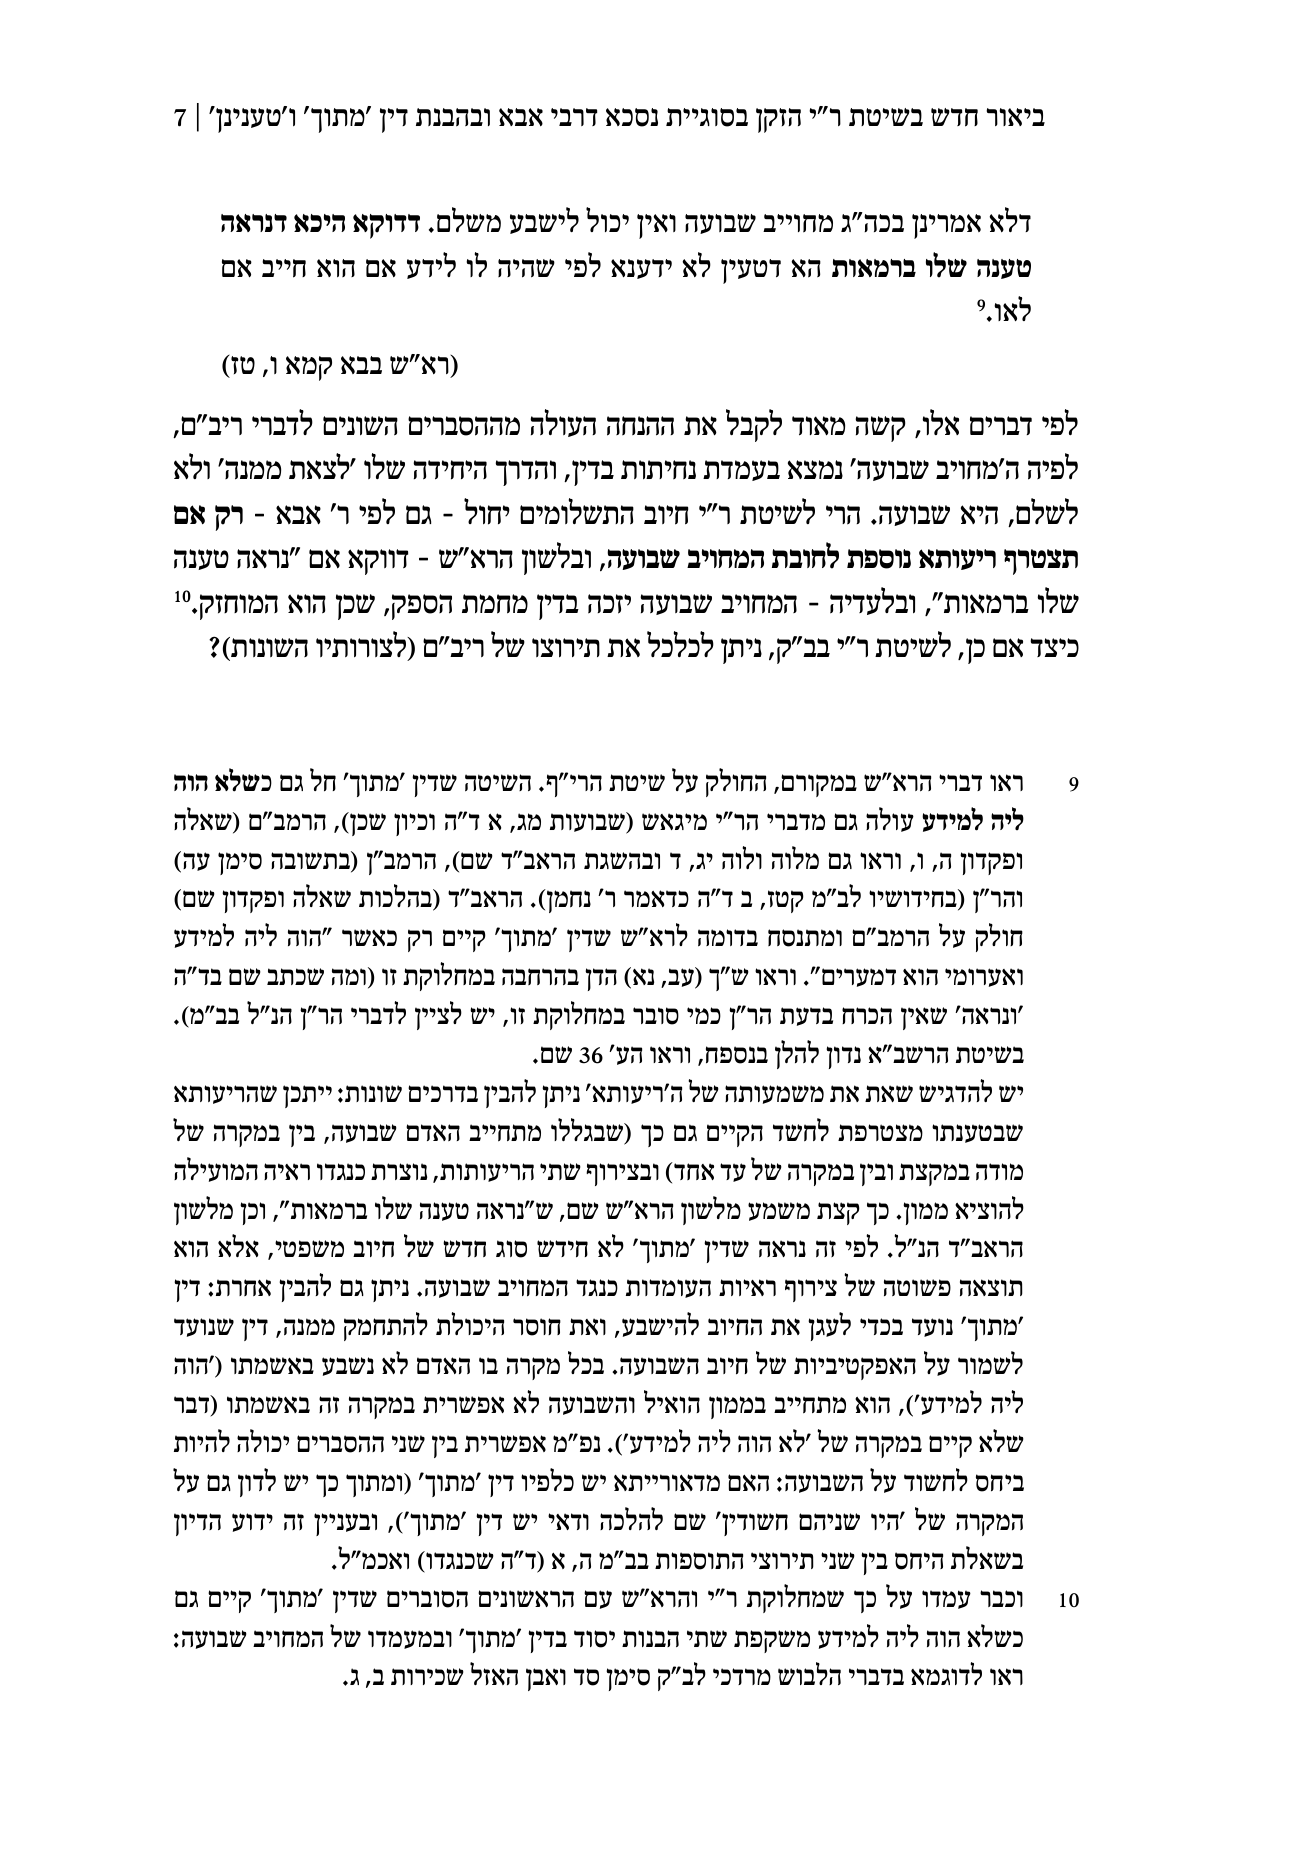 ביאור חדש בשיטת ר"י הזקן בסוגיית נסכא דרבי אבא ובהבנת דין 'מתוך' ו'טענינן' | 7
דלא אמרינן בכה"ג מחוייב שבועה ואין יכול לישבע משלם. דדוקא היכא דנראה
טענה שלו ברמאות הא דטעין לא ידענא לפי שהיה לו לידע אם הוא חייב אם
לאו.9
(רא"ש בבא קמא ו, טז)
לפי דברים אלו, קשה מאוד לקבל את ההנחה העולה מההסברים השונים לדברי ריב"ם,
לפיה ה'מחויב שבועה' נמצא בעמדת נחיתות בדין, והדרך היחידה שלו 'לצאת ממנה' ולא
לשלם, היא שבועה. הרי לשיטת ר"י חיוב התשלומים יחול - גם לפי ר' אבא - רק אם
תצטרף ריעותא נוספת לחובת המחויב שבועה, ובלשון הרא"ש - דווקא אם "נראה טענה
שלו ברמאות", ובלעדיה - המחויב שבועה יזכה בדין מחמת הספק, שכן הוא המוחזק.10
כיצד אם כן, לשיטת ר"י בב"ק, ניתן לכלכל את תירוצו של ריב"ם (לצורותיו השונות)?
9 ראו דברי הרא"ש במקורם, החולק על שיטת הרי"ף. השיטה שדין 'מתוך' חל גם כשלא הוה
ליה למידע עולה גם מדברי הר"י מיגאש (שבועות מג, א ד"ה וכיון שכן), הרמב"ם (שאלה
ופקדון ה, ו, וראו גם מלוה ולוה יג, ד ובהשגת הראב"ד שם), הרמב"ן (בתשובה סימן עה)
והר"ן (בחידושיו לב"מ קטז, ב ד"ה כדאמר ר' נחמן). הראב"ד (בהלכות שאלה ופקדון שם)
חולק על הרמב"ם ומתנסח בדומה לרא"ש שדין 'מתוך' קיים רק כאשר "הוה ליה למידע
ואערומי הוא דמערים". וראו ש"ך (עב, נא) הדן בהרחבה במחלוקת זו (ומה שכתב שם בד"ה
'ונראה' שאין הכרח בדעת הר"ן כמי סובר במחלוקת זו, יש לציין לדברי הר"ן הנ"ל בב"מ).
בשיטת הרשב"א נדון להלן בנספח, וראו הע' 36 שם.
יש להדגיש שאת את משמעותה של ה'ריעותא' ניתן להבין בדרכים שונות: ייתכן שהריעותא
שבטענתו מצטרפת לחשד הקיים גם כך (שבגללו מתחייב האדם שבועה, בין במקרה של
מודה במקצת ובין במקרה של עד אחד) ובצירוף שתי הריעותות, נוצרת כנגדו ראיה המועילה
להוציא ממון. כך קצת משמע מלשון הרא"ש שם, ש"נראה טענה שלו ברמאות", וכן מלשון
הראב"ד הנ"ל. לפי זה נראה שדין 'מתוך' לא חידש סוג חדש של חיוב משפטי, אלא הוא
תוצאה פשוטה של צירוף ראיות העומדות כנגד המחויב שבועה. ניתן גם להבין אחרת: דין
'מתוך' נועד בכדי לעגן את החיוב להישבע, ואת חוסר היכולת להתחמק ממנה, דין שנועד
לשמור על האפקטיביות של חיוב השבועה. בכל מקרה בו האדם לא נשבע באשמתו ('הוה
ליה למידע'), הוא מתחייב בממון הואיל והשבועה לא אפשרית במקרה זה באשמתו (דבר
שלא קיים במקרה של 'לא הוה ליה למידע'). נפ"מ אפשרית בין שני ההסברים יכולה להיות
ביחס לחשוד על השבועה: האם מדאורייתא יש כלפיו דין 'מתוך' (ומתוך כך יש לדון גם על
המקרה של 'היו שניהם חשודין' שם להלכה ודאי יש דין 'מתוך'), ובעניין זה ידוע הדיון
בשאלת היחס בין שני תירוצי התוספות בב"מ ה, א (ד"ה שכנגדו) ואכמ"ל.
10 וכבר עמדו על כך שמחלוקת ר"י והרא"ש עם הראשונים הסוברים שדין 'מתוך' קיים גם
כשלא הוה ליה למידע משקפת שתי הבנות יסוד בדין 'מתוך' ובמעמדו של המחויב שבועה:
ראו לדוגמא בדברי הלבוש מרדכי לב"ק סימן סד ואבן האזל שכירות ב, ג.